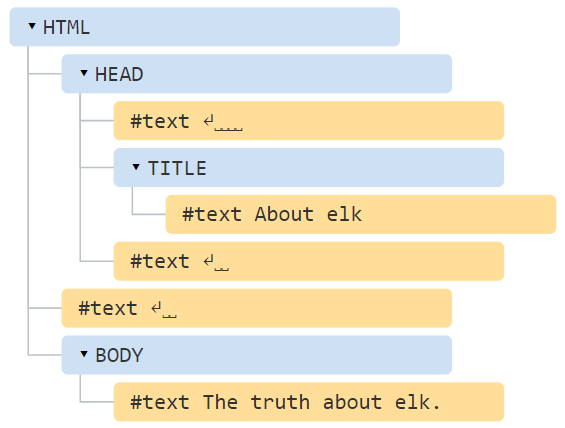 ▾ HTML
▾ HEAD
#text ↵␣␣␣␣
▾ TITLE
#text About elk
#text ↵␣␣
#text ↵␣␣
▾ BODY
#text The truth about elk.